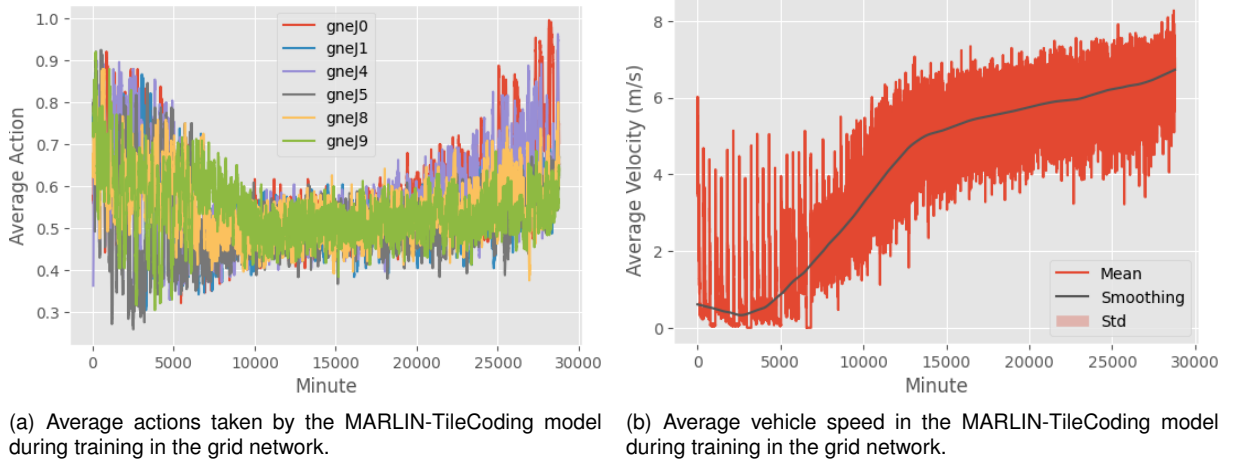 1.0
0.9
0.8
0.7
0.6
0.5
0.4
0.3
Average Action
gneJ0
gneJ1
gneJ4
gneJ5
gneJ8
gneJ9
0 5000 10000 15000 20000 25000 30000
Minute
(a) Average actions taken by the MARLIN-TileCoding model
during training in the grid network.
8
6
4
2
0
Average Velocity (m/s)
Mean
Smoothing
Std
0 5000 10000 15000 20000 25000 30000
Minute
(b) Average vehicle speed in the MARLIN-TileCoding model
during training in the grid network.